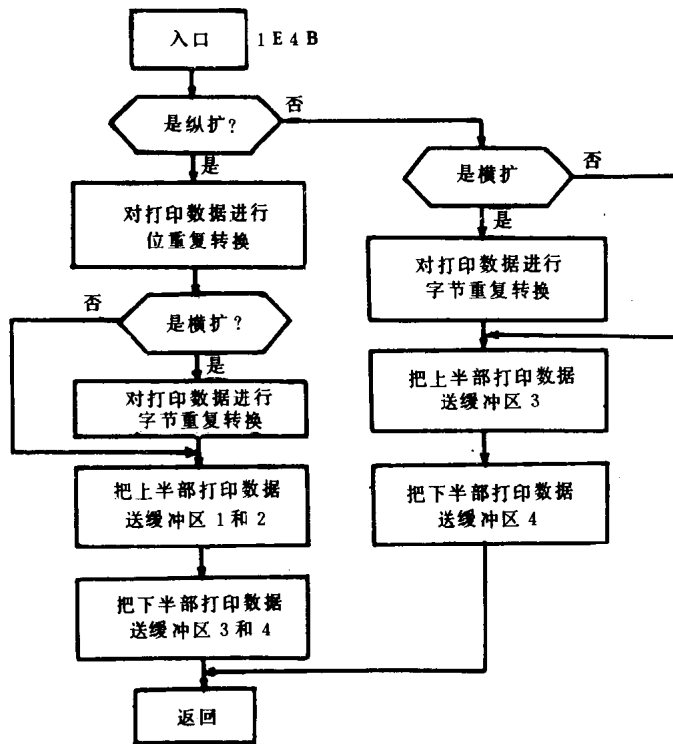 入口 1E4B
是纵扩?
否
是
对打印数据进行
位重复转换
否
是横扩?
是
对打印数据进行
字节重复转换
把上半部打印数据
送缓冲区1和2
把下半部打印数据
送缓冲区3和4
返回
是横扩
否
是
对打印数据进行
字节重复转换
把上半部打印数据
送缓冲区3
把下半部打印数据
送缓冲区4